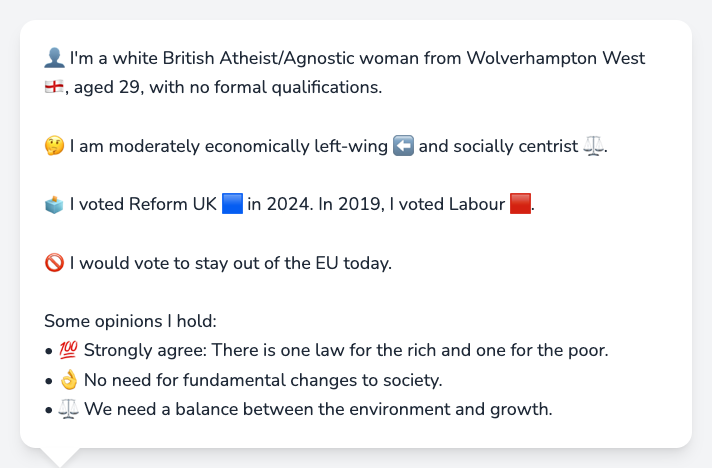 👤 I'm a white British Atheist/Agnostic woman from Wolverhampton West
🏴󠁧󠁢󠁥󠁮󠁧󠁿, aged 29, with no formal qualifications.
🤔 I am moderately economically left-wing ⬅️ and socially centrist ⚖️.
🗳️ I voted Reform UK 🟦 in 2024. In 2019, I voted Labour 🟥.
🚫 I would vote to stay out of the EU today.
Some opinions I hold:
• 💯 Strongly agree: There is one law for the rich and one for the poor.
• 👌 No need for fundamental changes to society.
• ⚖️ We need a balance between the environment and growth.